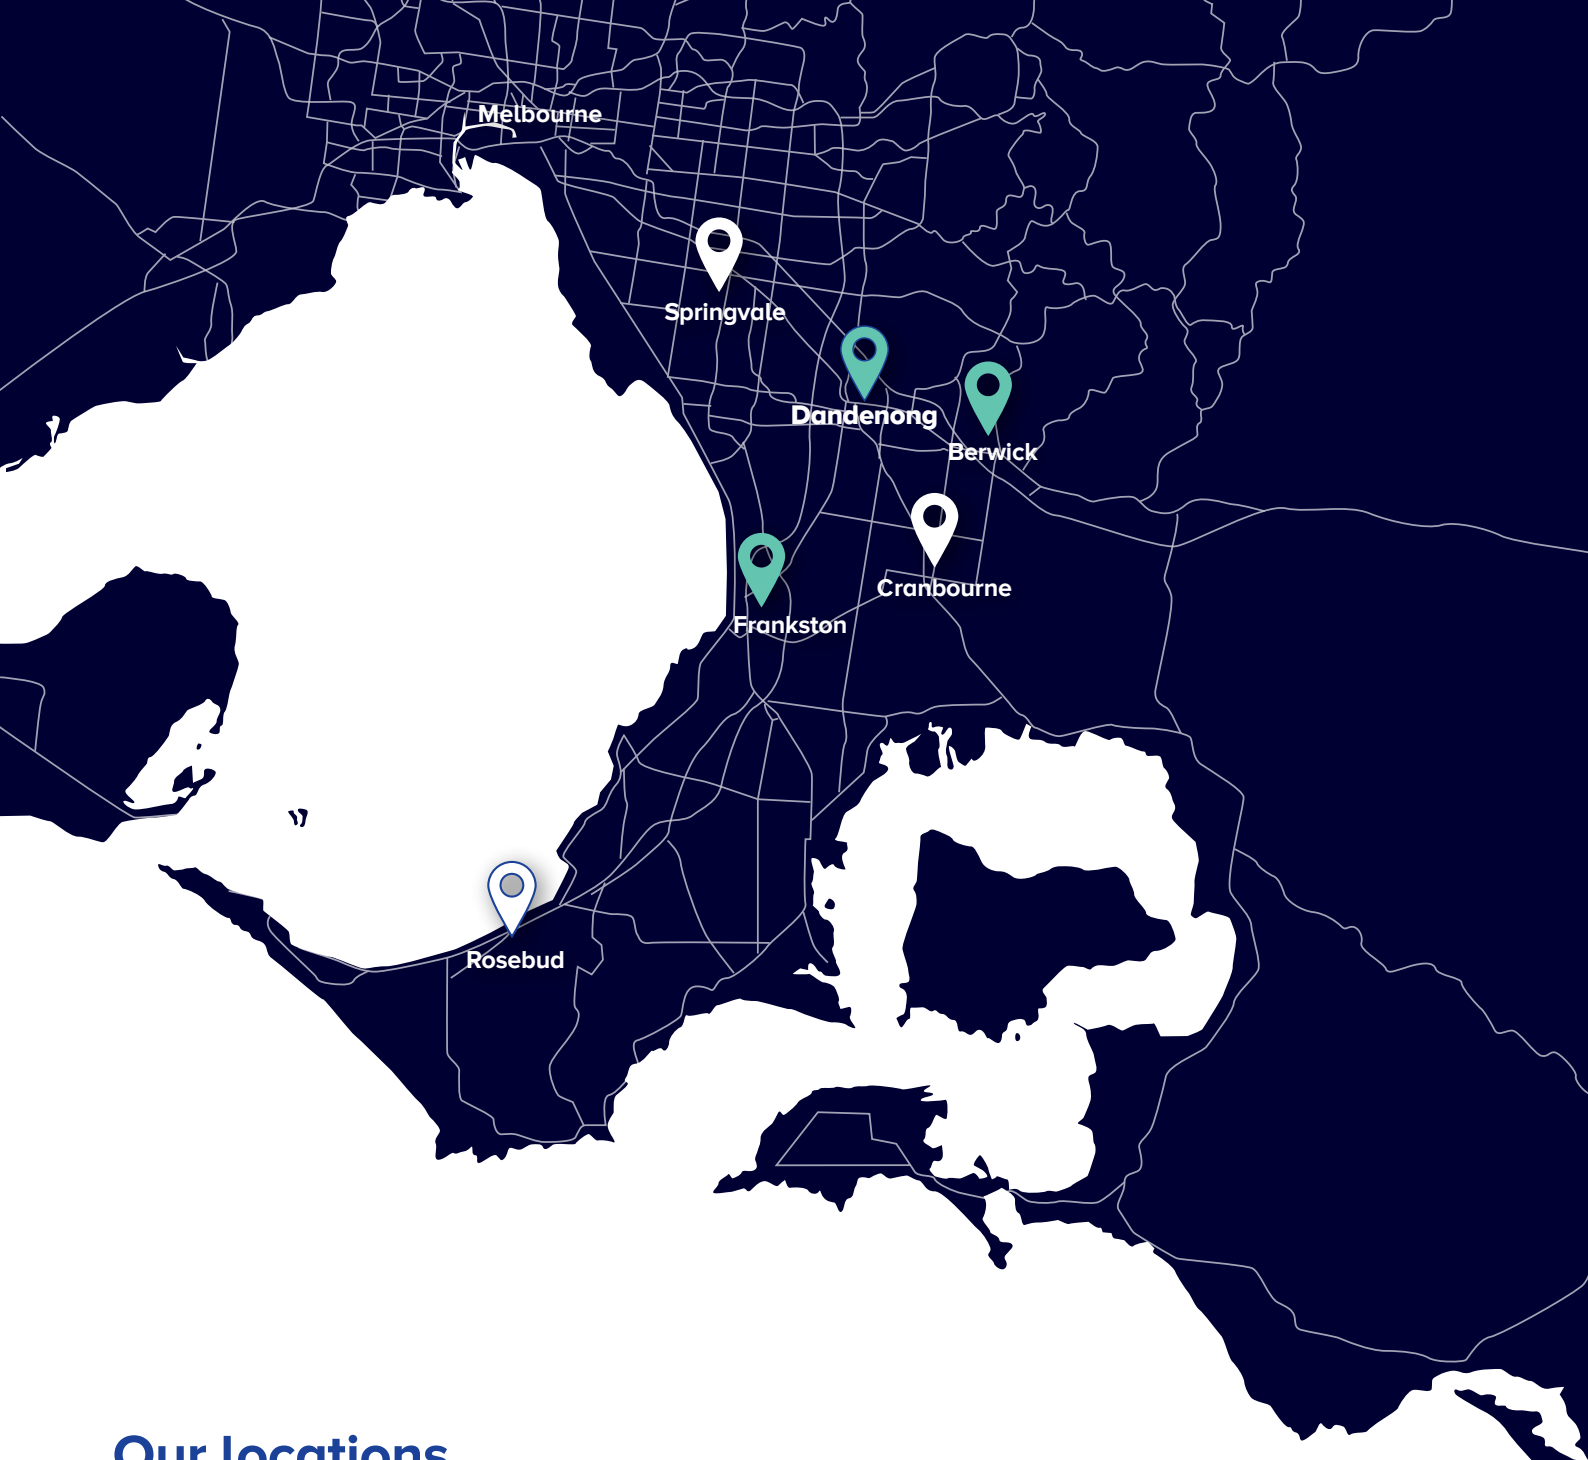 Melbourne
Springvale
Dandenong
Berwick
Cranbourne
Frankston
Rosebud
Our locations